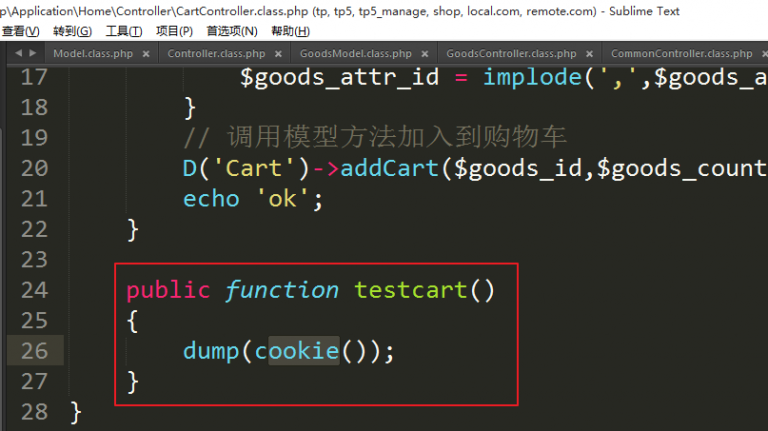 p\Application\Home\Controller\CartController.class.php (tp, tp5, tp5_manage, shop, local.com, remote.com) - Sublime Text
查看(V) 转到(G) 工具(T) 项目(P) 首选项(N) 帮助(H)
Model.class.php × Controller.class.php × GoodsModel.class.php × GoodsController.class.php × CommonController.class.php
17 $goods_attr_id = implode(',',$goods_a
18 }
19 // 调用模型方法加入到购物车
20 D('Cart')->addCart($goods_id,$goods_count
21 echo 'ok';
22 }
23
24 public function testcart()
25 {
26 dump(cookie());
27 }
28 }